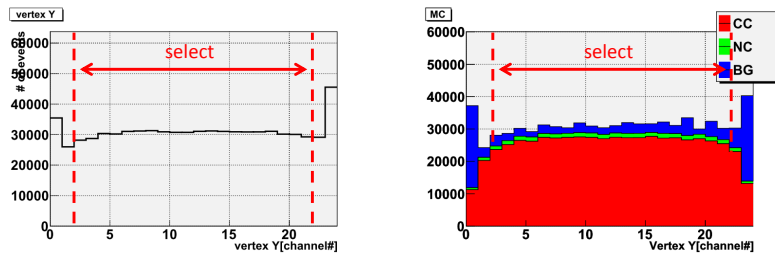 vertex Y
# of events
60000
50000
40000
30000
20000
10000
0
0 5 10 15 20
vertex Y[channel#]
select
MC
60000
50000
40000
30000
20000
10000
0
0 5 10 15 20
Vertex Y[channel#]
select
CC
NC
BG